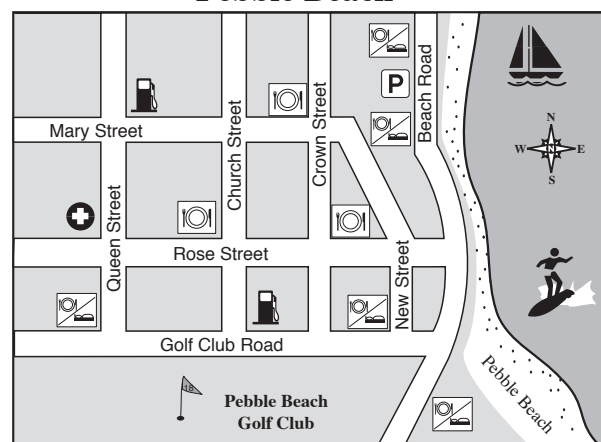 Pebble Beach
Mary Street
Church Street
Crown Street
P
Beach Road
N
W N E
S
Queen Street
Rose Street
New Street
Golf Club Road
18
Pebble Beach
Golf Club
Pebble Beach